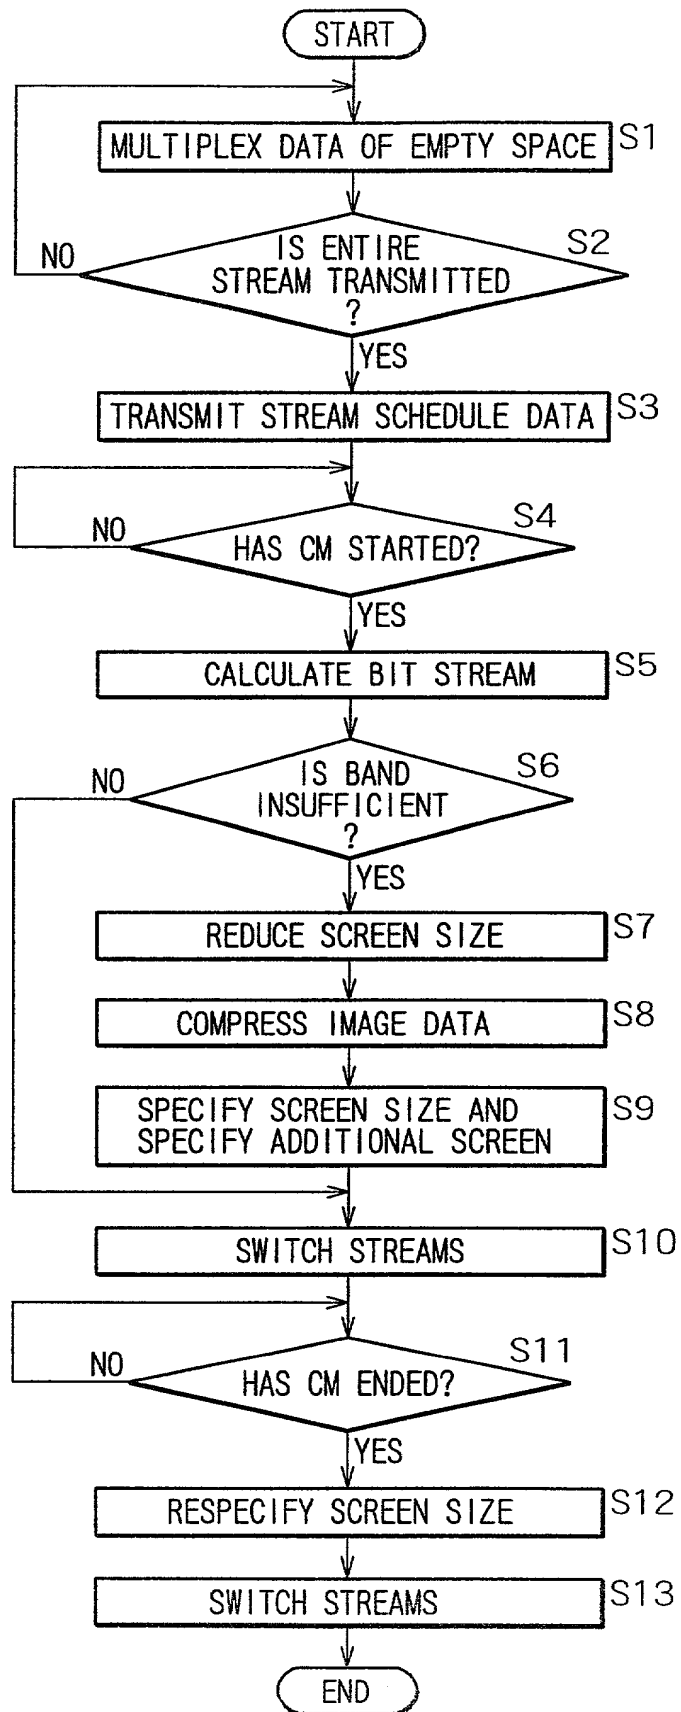 START
MULTIPLEX DATA OF EMPTY SPACE S1
IS ENTIRE
STREAM TRANSMITTED
?
S2
NO
YES
TRANSMIT STREAM SCHEDULE DATA S3
HAS CM STARTED?
S4
NO
YES
CALCULATE BIT STREAM S5
IS BAND
INSUFFICIENT
?
S6
NO
YES
REDUCE SCREEN SIZE S7
COMPRESS IMAGE DATA S8
SPECIFY SCREEN SIZE AND
SPECIFY ADDITIONAL SCREEN
S9
SWITCH STREAMS S10
HAS CM ENDED?
S11
NO
YES
RESPECIFY SCREEN SIZE S12
SWITCH STREAMS S13
END